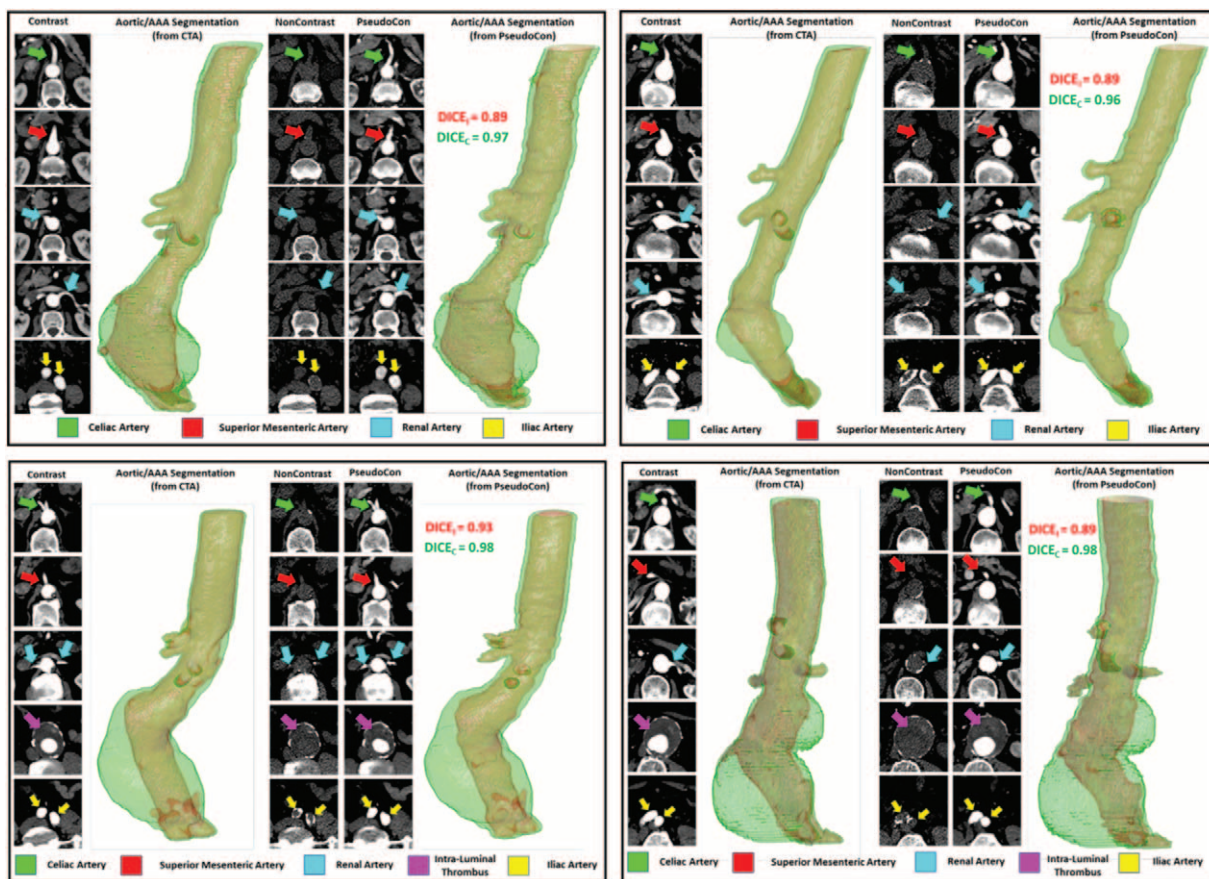 Contrast
Aortic/AAA Segmentation
(from CTA)
NonContrast
PseudoCon
Aortic/AAA Segmentation
(from PseudoCon)
DICE = 0.89
DICEC = 0.97
Celiac Artery
Superior Mesenteric Artery
Renal Artery
Iliac Artery
Contrast
Aortic/AAA Segmentation
(from CTA)
NonContrast
PseudoCon
Aortic/AAA Segmentation
(from PseudoCon)
DICE = 0.89
DICEC = 0.96
Celiac Artery
Superior Mesenteric Artery
Renal Artery
Iliac Artery
Contrast
Aortic/AAA Segmentation
(from CTA)
NonContrast
PseudoCon
Aortic/AAA Segmentation
(from PseudoCon)
DICE = 0.93
DICEC = 0.98
Celiac Artery
Superior Mesenteric Artery
Renal Artery
Intra-Luminal
Thrombus
Iliac Artery
Contrast
Aortic/AAA Segmentation
(from CTA)
NonContrast
PseudoCon
Aortic/AAA Segmentation
(from PseudoCon)
DICE = 0.89
DICEC = 0.98
Celiac Artery
Superior Mesenteric Artery
Renal Artery
Intra-Luminal
Thrombus
Iliac Artery